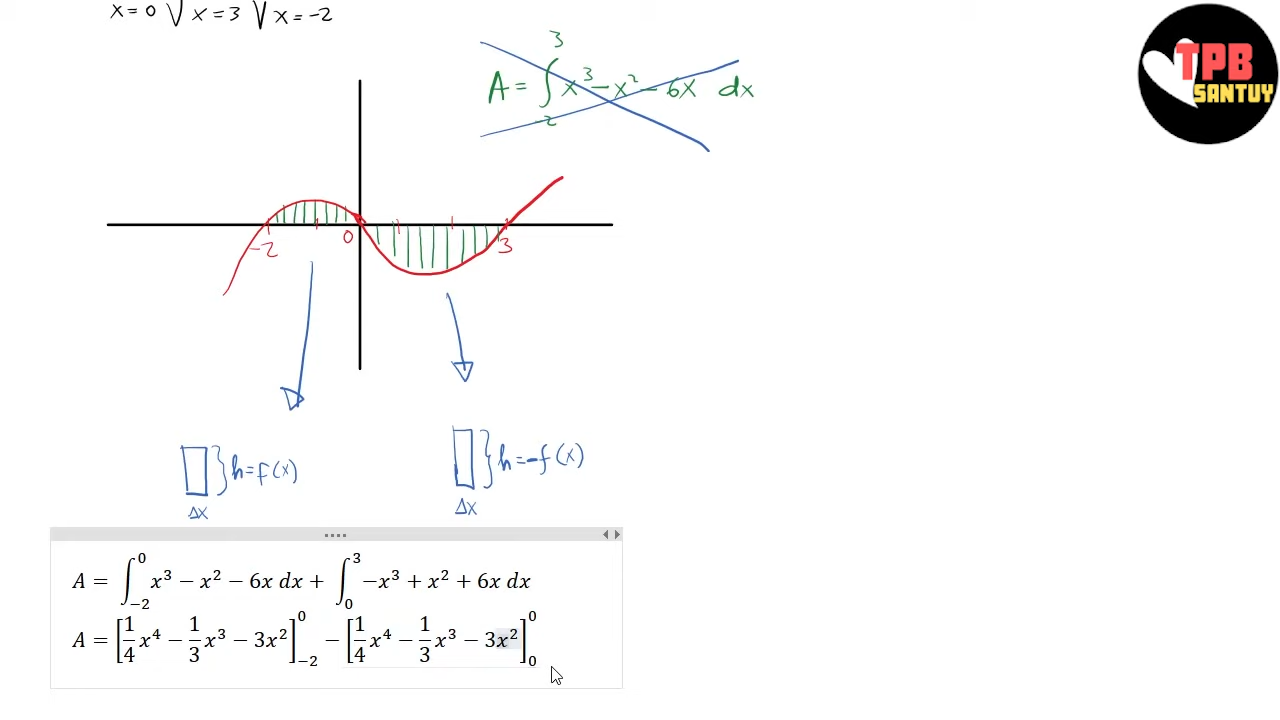 x = 0 ∨ x = 3 ∨ x = -2
TPB
SANTUY
A = ∫_{-2}^{3} x³ - x² - 6x dx
-2 0 3
h = f(x)
Δx
h = -f(x)
Δx
A = ∫_{-2}^{0} x³ − x² − 6x dx + ∫_{0}^{3} −x³ + x² + 6x dx
A = [1/4 x⁴ − 1/3 x³ − 3x²]_{-2}^{0} − [1/4 x⁴ − 1/3 x³ − 3x²]_{0}^{0}